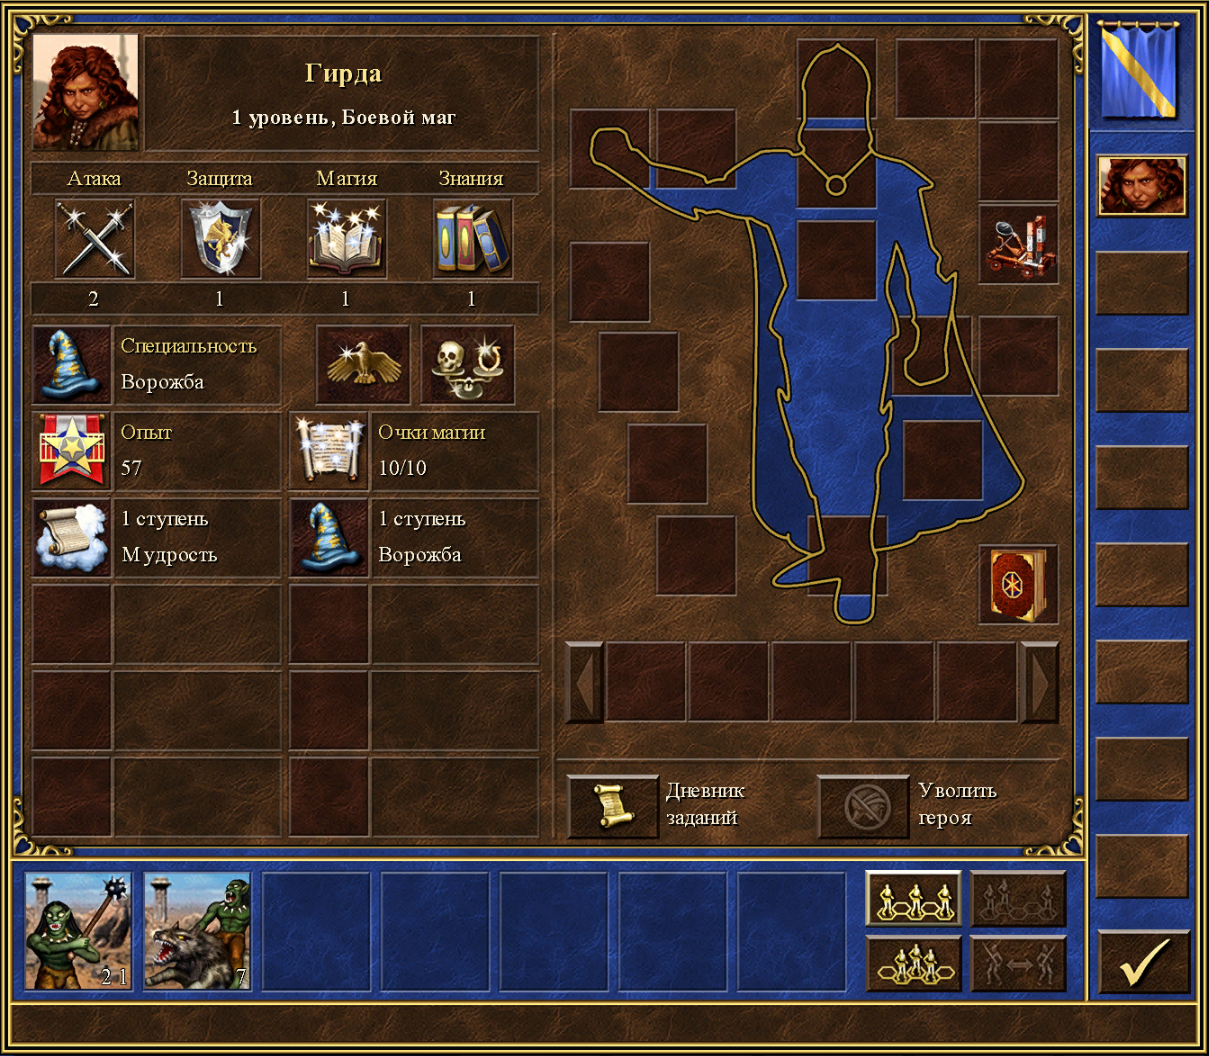 Гирда
1 уровень, Боевой маг
Атака Защита Магия Знания
2 1 1 1
Специальность
Ворожба
Опыт
57
Очки магии
10/10
1 ступень
Мудрость
1 ступень
Ворожба
Дневник
заданий
Уволить
героя
21 7